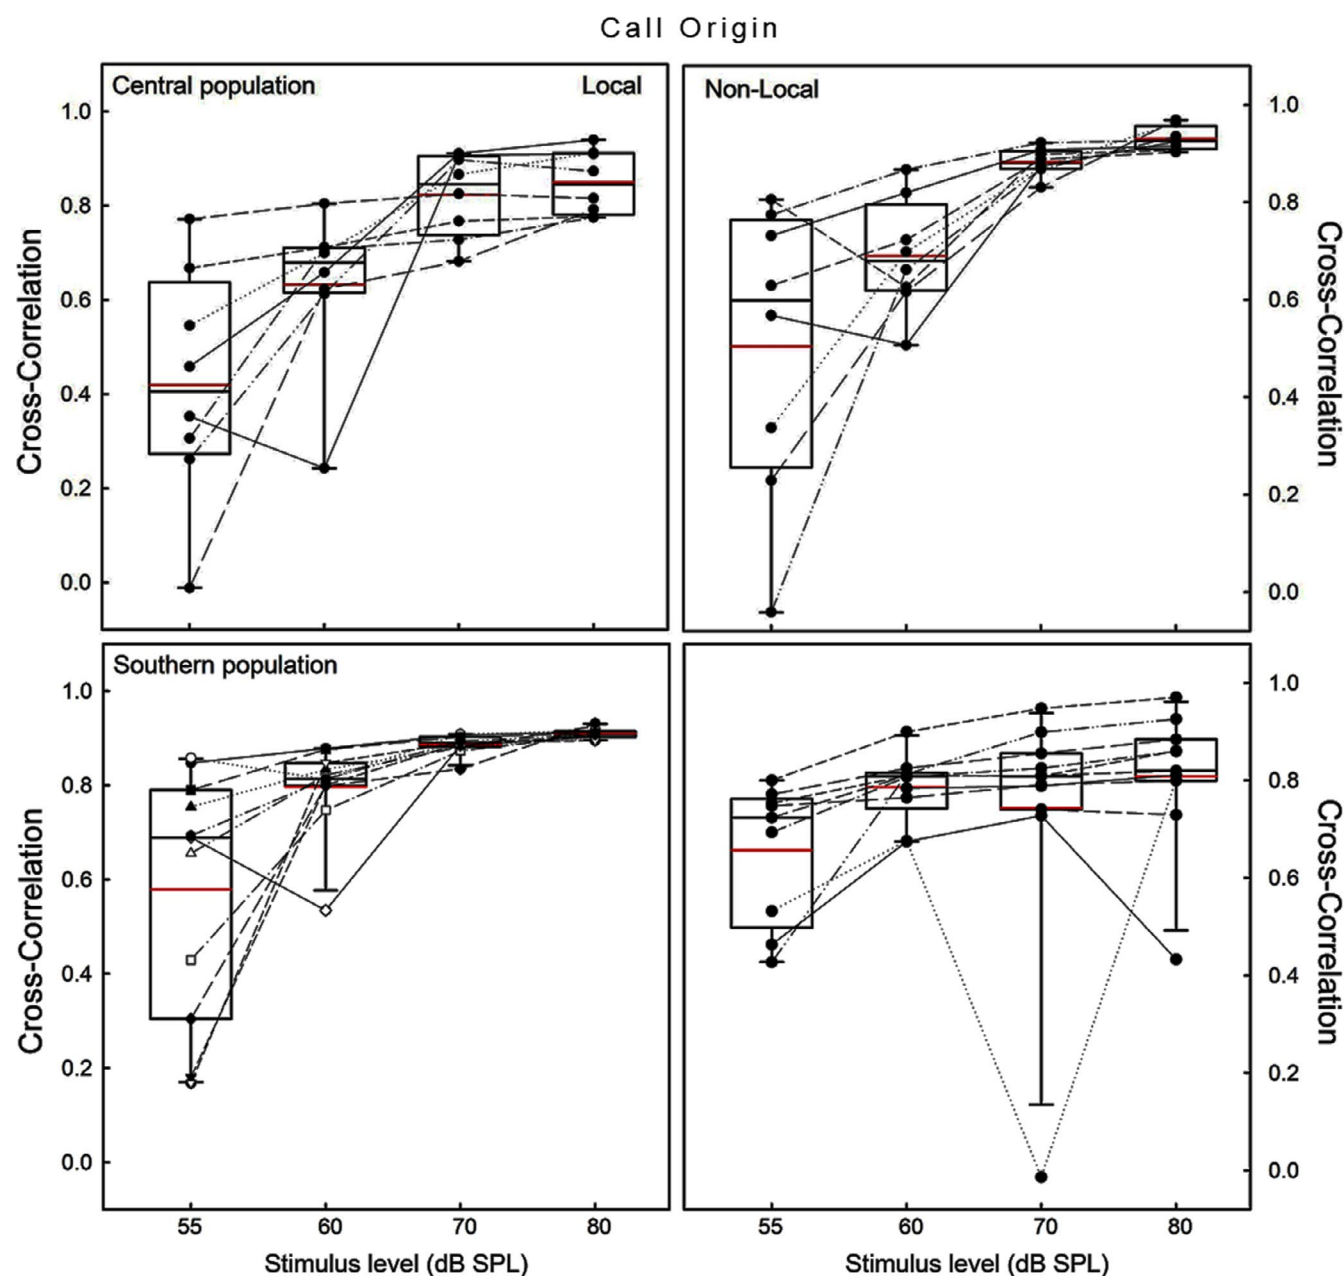 Call Origin
Central population
Local
Non-Local
1.0
0.8
0.6
0.4
0.2
0.0
Cross-Correlation
1.0
0.8
0.6
0.4
0.2
0.0
Cross-Correlation
Southern population
1.0
0.8
0.6
0.4
0.2
0.0
Cross-Correlation
1.0
0.8
0.6
0.4
0.2
0.0
Cross-Correlation
55 60 70 80
Stimulus level (dB SPL)
55 60 70 80
Stimulus level (dB SPL)